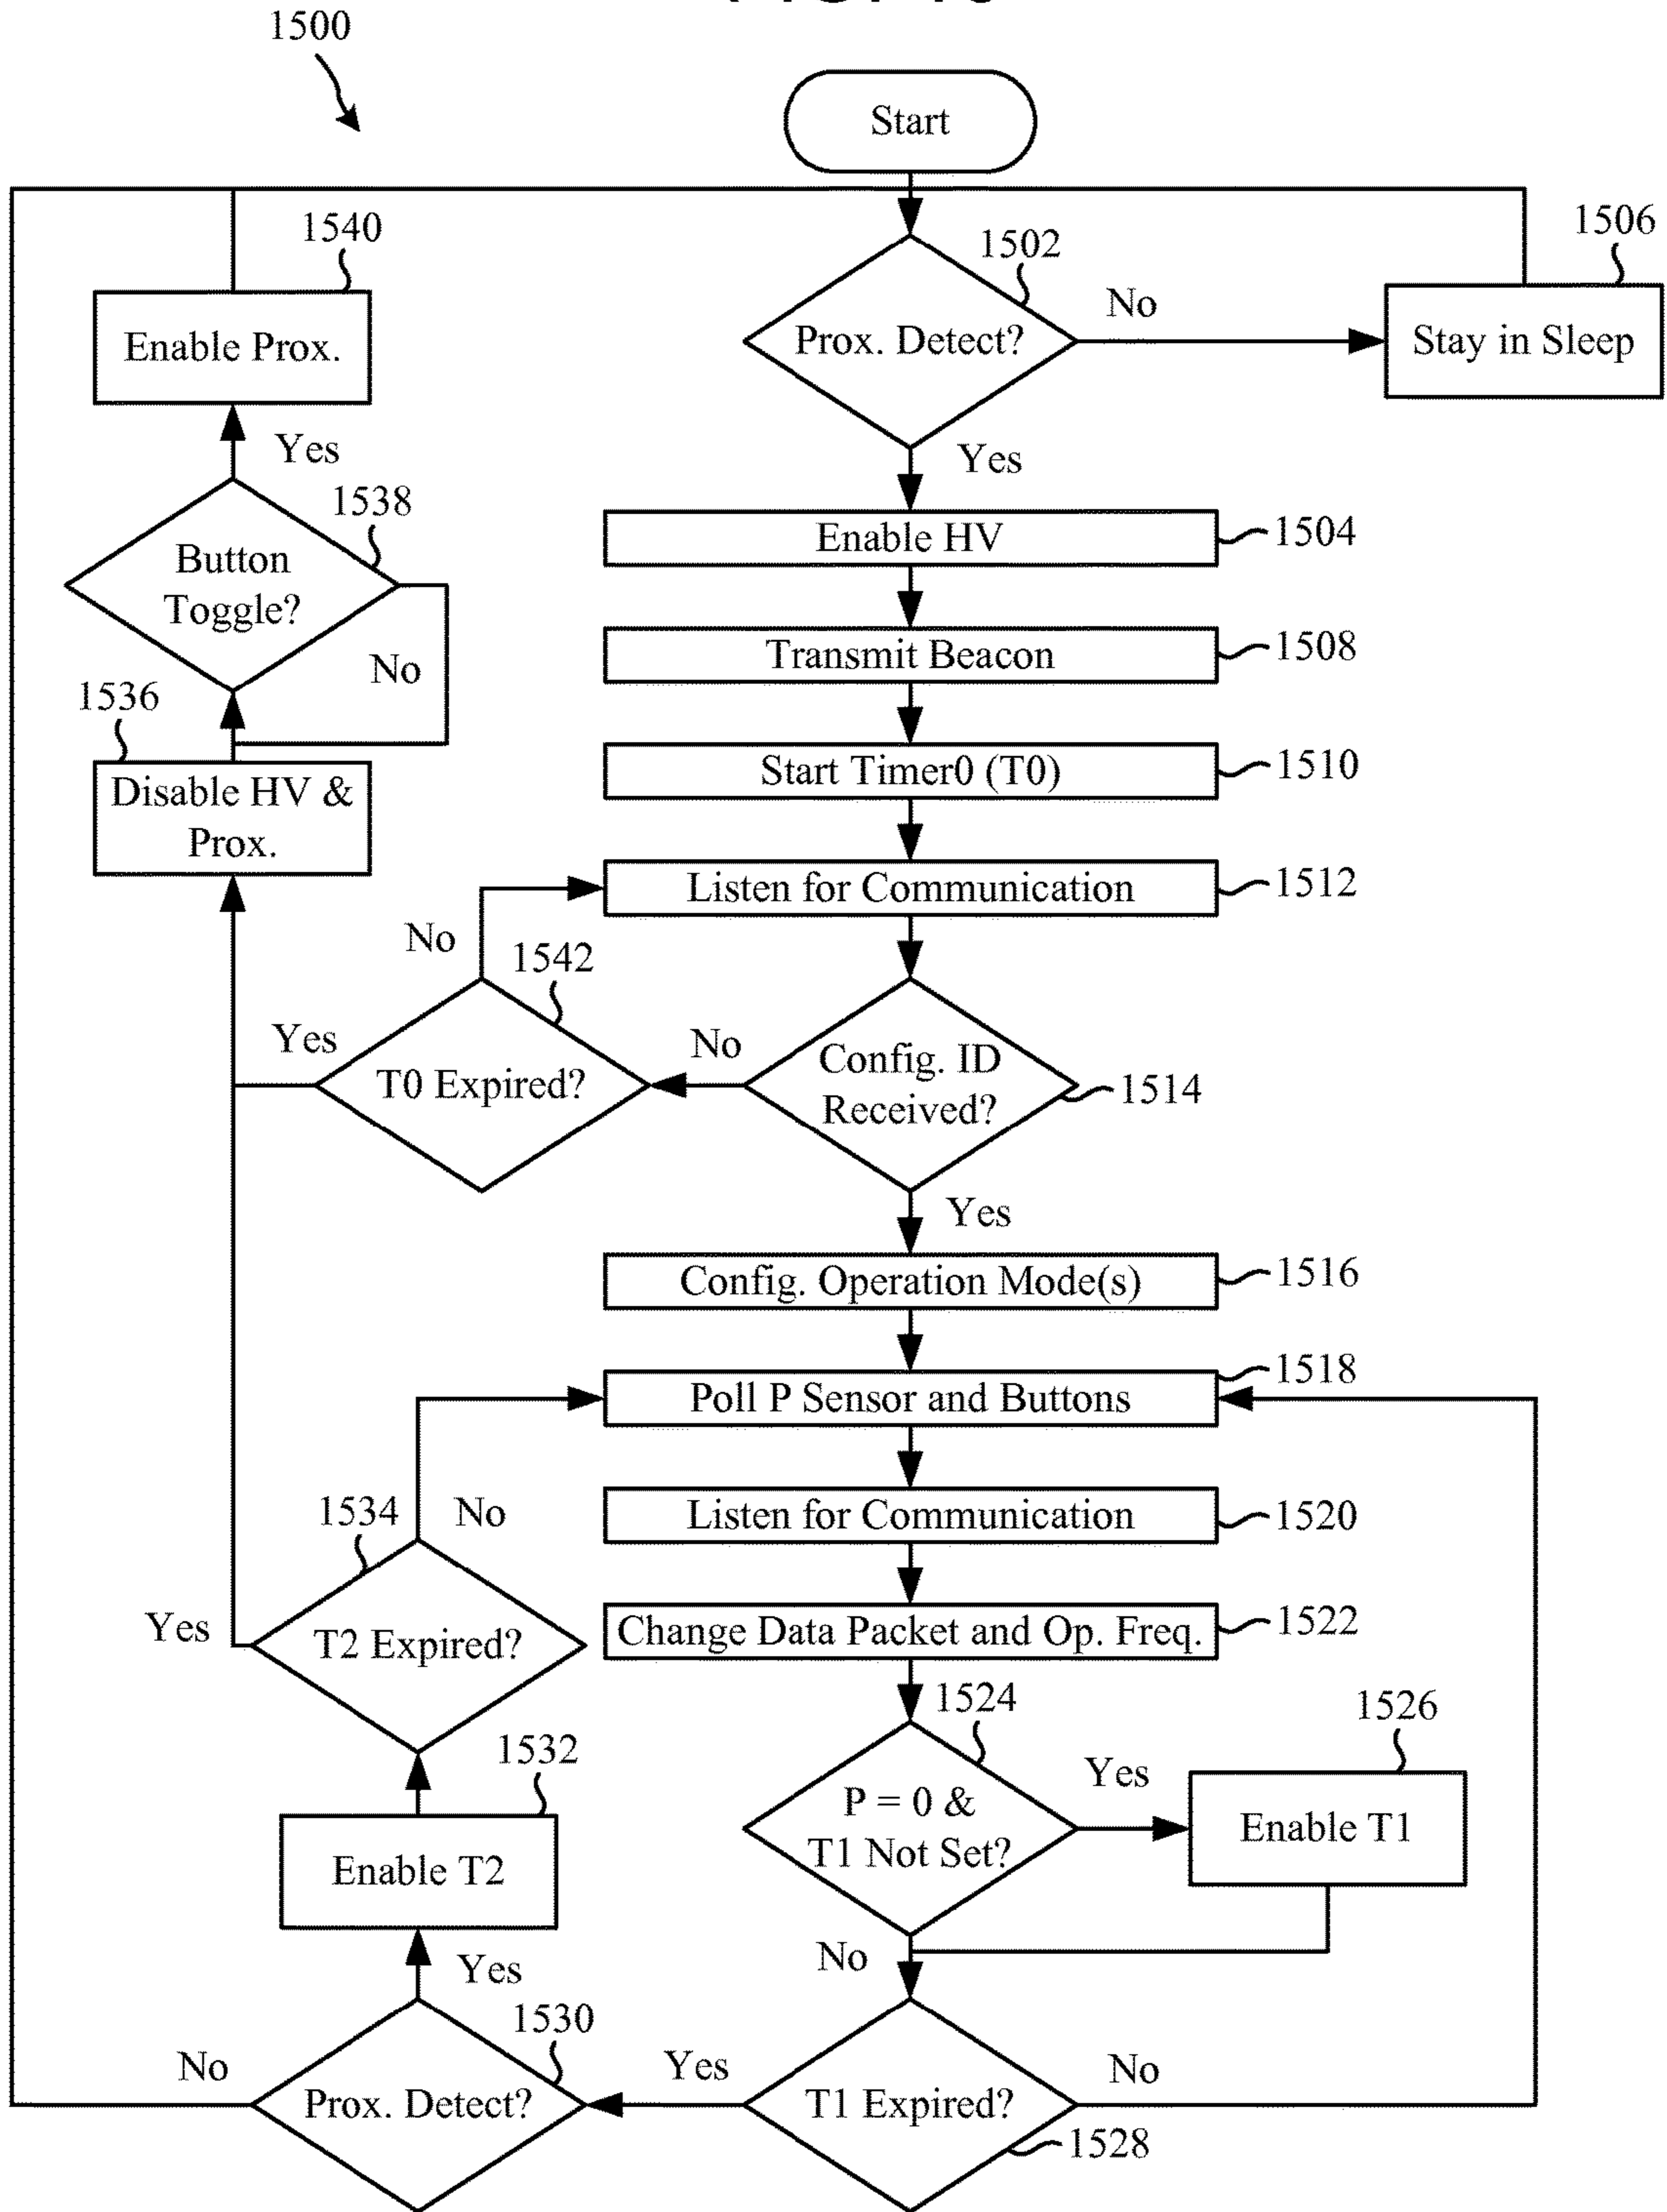 1500
Start
1540
1502
1506
Enable Prox.
Prox. Detect?
No
Stay in Sleep
Yes
Yes
1538
Button
Toggle?
No
Enable HV
1504
Transmit Beacon
1508
1536
Disable HV &
Prox.
Start Timer0 (T0)
1510
Listen for Communication
1512
No
1542
Yes
T0 Expired?
No
Config. ID
Received?
1514
Yes
Config. Operation Mode(s)
1516
Poll P Sensor and Buttons
1518
1534
No
Listen for Communication
1520
Yes
T2 Expired?
Change Data Packet and Op. Freq.
1522
1524
1526
1532
P = 0 &
T1 Not Set?
Yes
Enable T1
Enable T2
No
Yes
1530
No
Prox. Detect?
Yes
T1 Expired?
No
1528